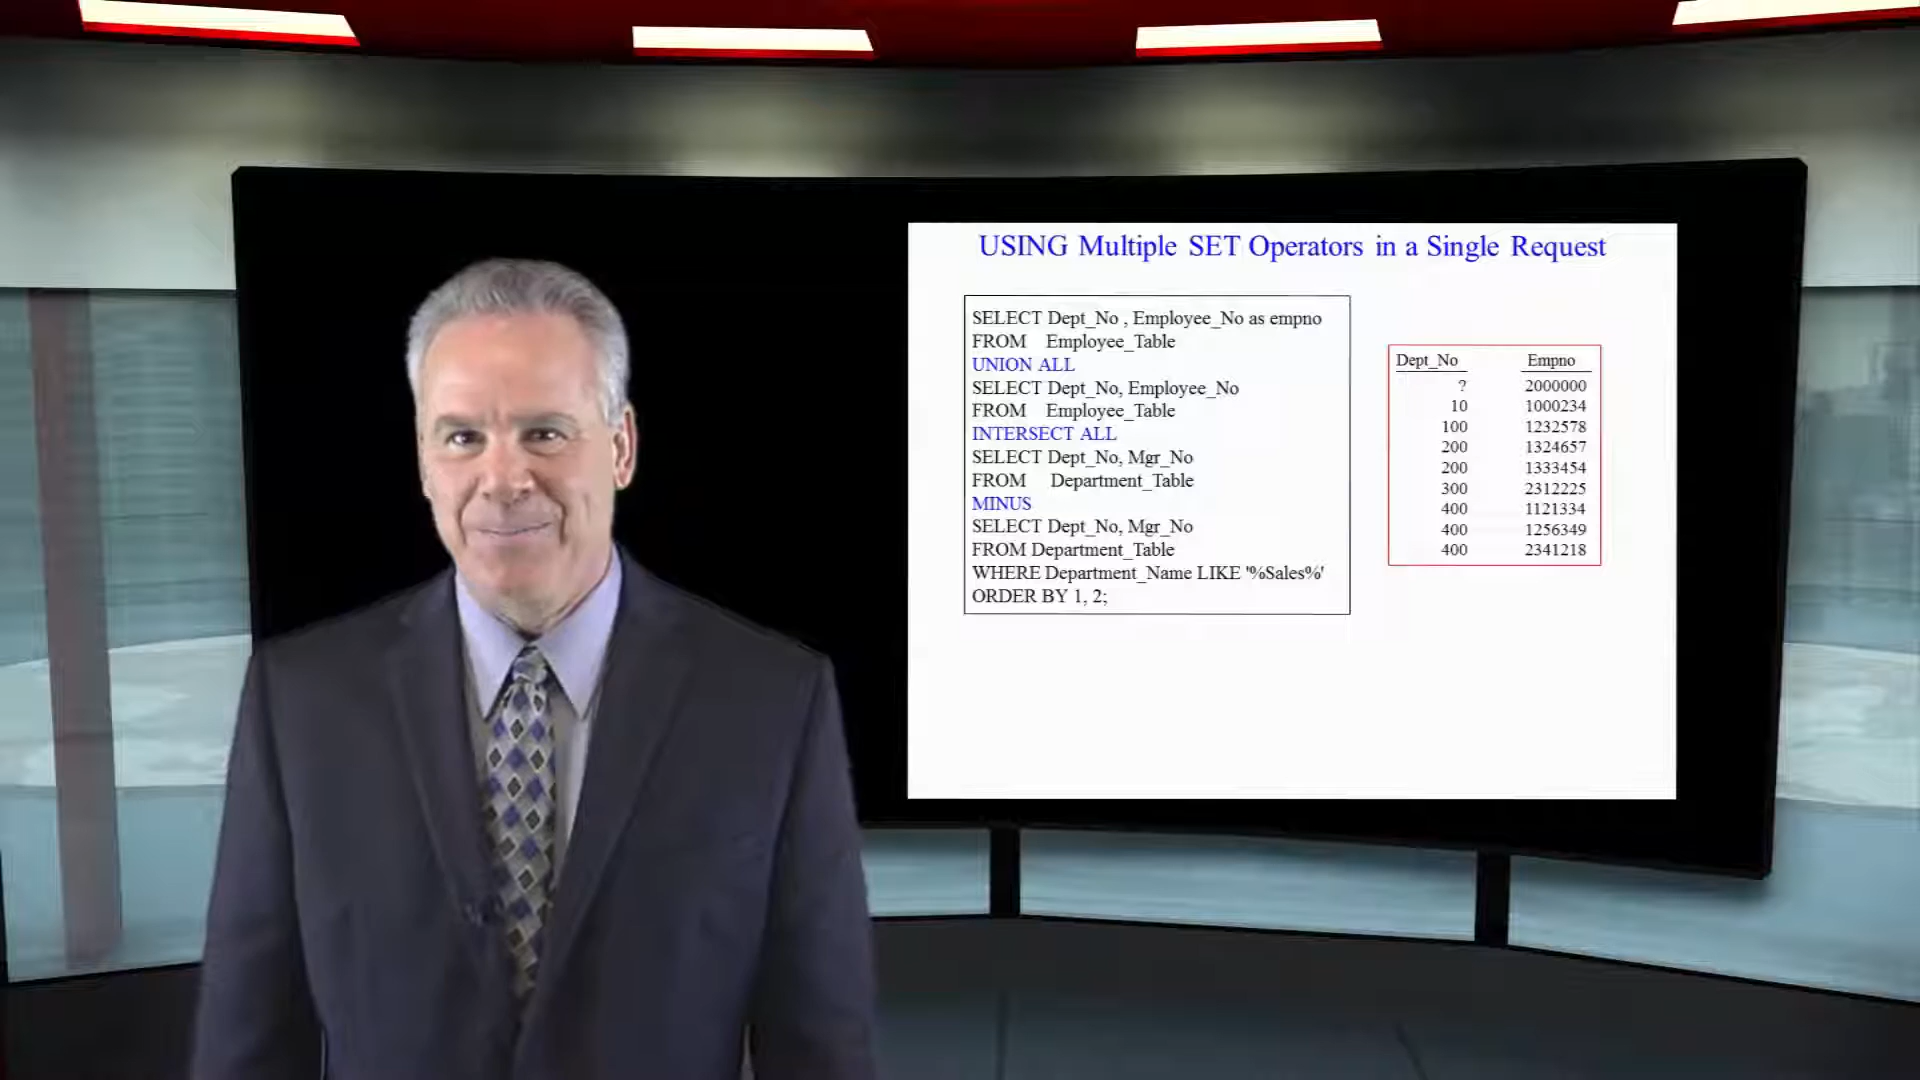 USING Multiple SET Operators in a Single Request
SELECT Dept_No , Employee_No as empno
FROM Employee_Table
UNION ALL
SELECT Dept_No, Employee_No
FROM Employee_Table
INTERSECT ALL
SELECT Dept_No, Mgr_No
FROM Department_Table
MINUS
SELECT Dept_No, Mgr_No
FROM Department_Table
WHERE Department_Name LIKE '%Sales%'
ORDER BY 1, 2;
Dept_No Empno
? 2000000
10 1000234
100 1232578
200 1324657
200 1333454
300 2312225
400 1121334
400 1256349
400 2341218